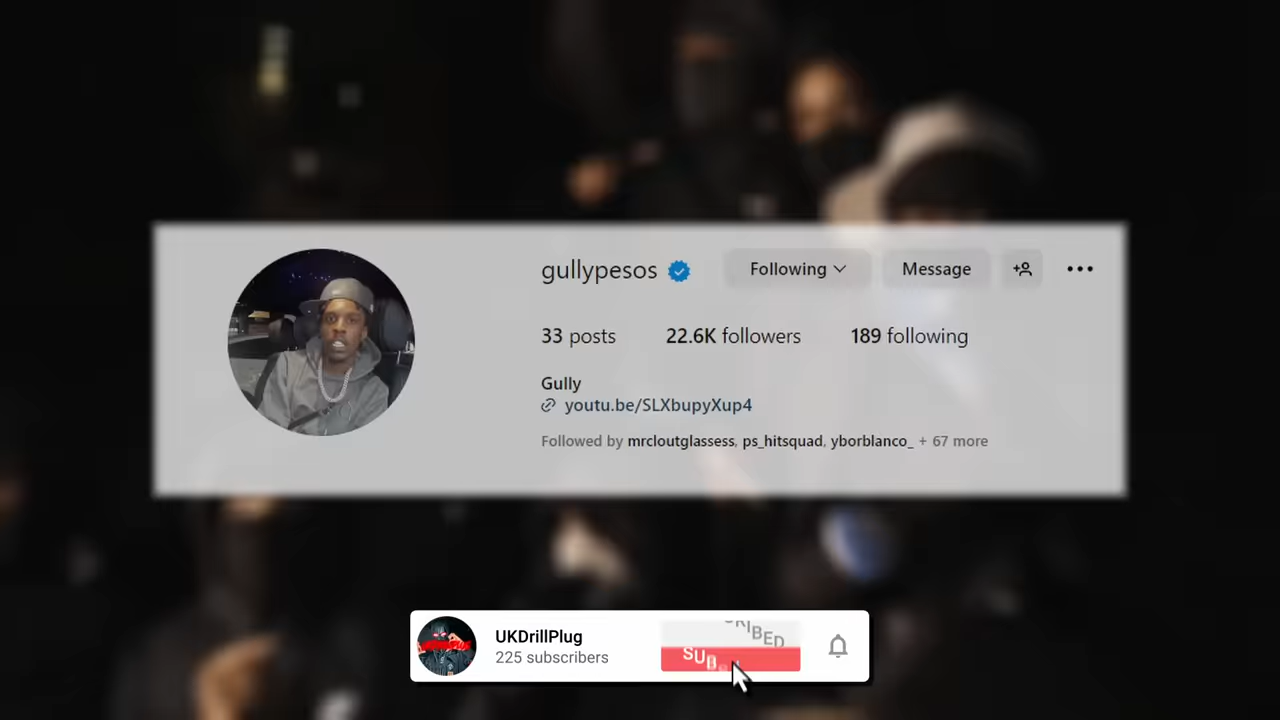 gullypesos Following Message
33 posts 22.6K followers 189 following
Gully
youtu.be/SLXbupyXup4
Followed by mrcloutglassess, ps_hitsquad, yborblanco_ + 67 more
UKDrillPlug
225 subscribers